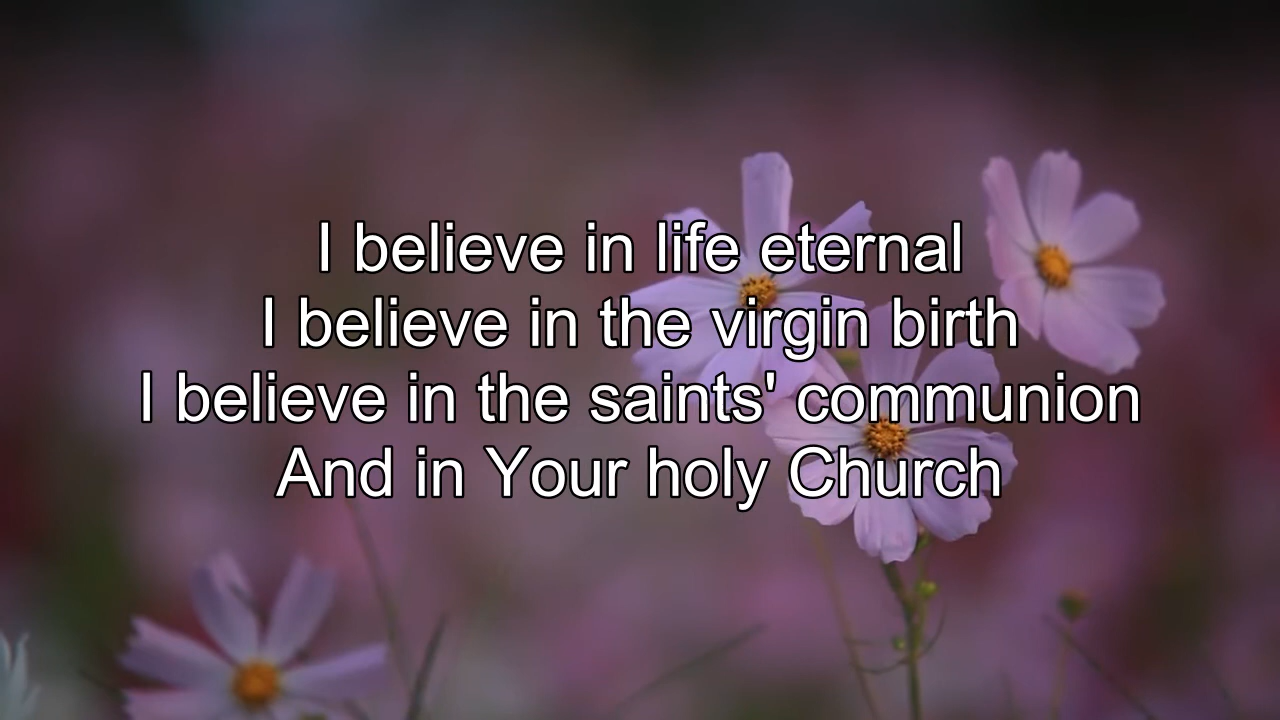 I believe in life eternal
I believe in the virgin birth
I believe in the saints' communion
And in Your holy Church